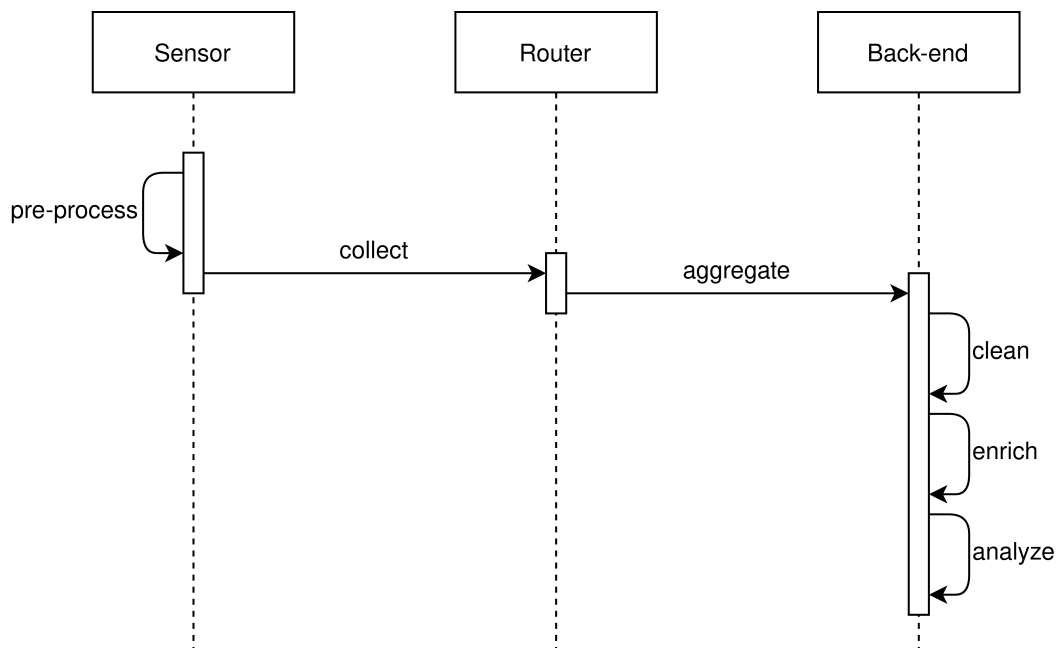 Sensor
Router
Back-end
pre-process
collect
aggregate
clean
enrich
analyze